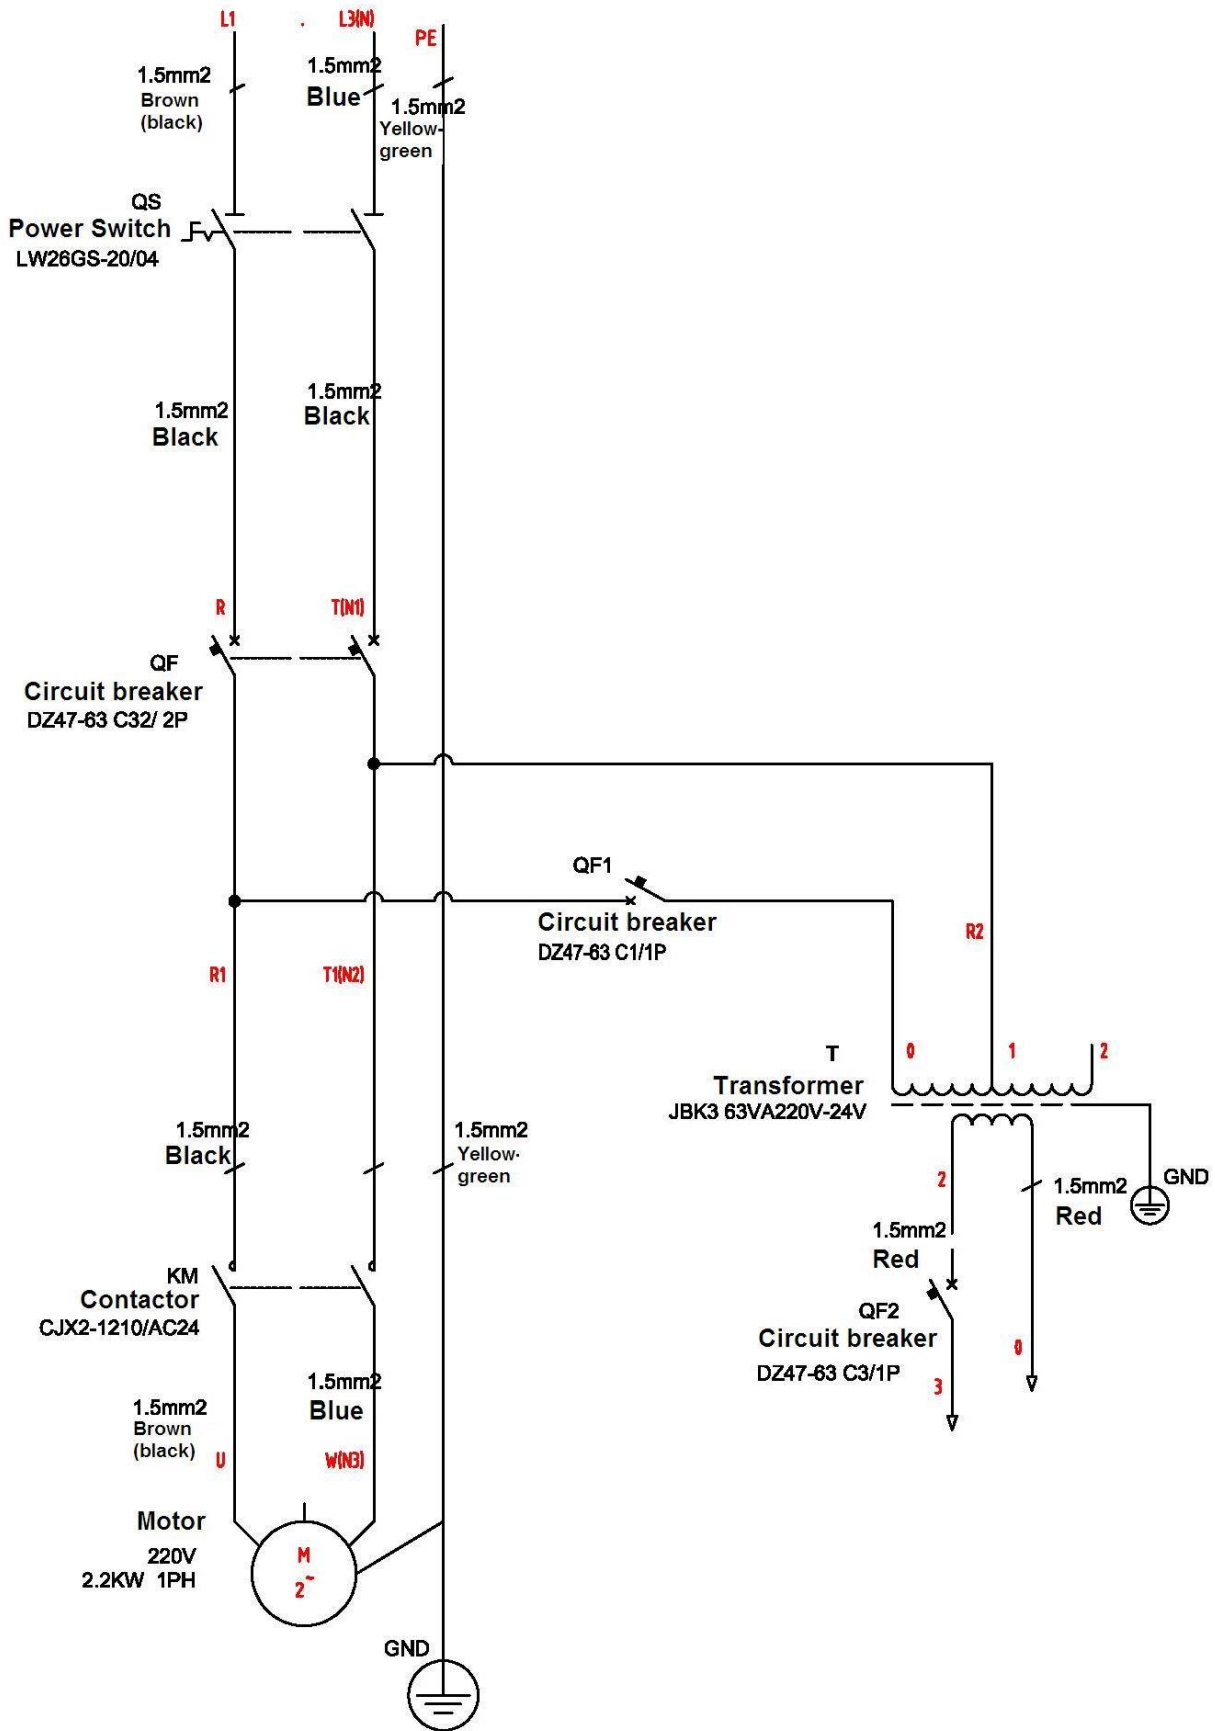 L1
L3(N)
PE
1.5mm2
Brown
(black)
1.5mm2
Blue
1.5mm2
Yellow-
green
QS
Power Switch
LW26GS-20/04
1.5mm2
Black
1.5mm2
Black
R
T(N1)
QF
Circuit breaker
DZ47-63 C32/ 2P
QF1
Circuit breaker
DZ47-63 C1/1P
R2
R1
T1(N2)
T
Transformer
JBK3 63VA220V-24V
0
1
2
1.5mm2
Black
1.5mm2
Yellow-
green
2
1.5mm2
Red
1.5mm2
Red
GND
KM
Contactor
CJX2-1210/AC24
QF2
Circuit breaker
DZ47-63 C3/1P
0
3
1.5mm2
Brown
(black)
1.5mm2
Blue
U
W(N3)
Motor
220V
2.2KW 1PH
M
2~
GND